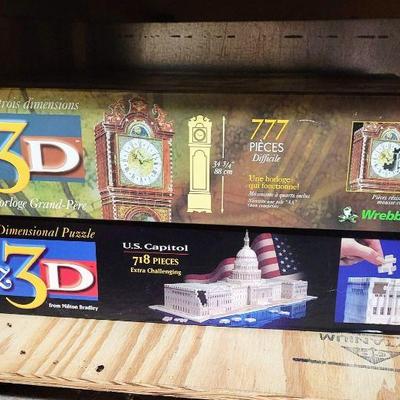 trois dimensions
3D
Horloge Grand-Père
34 3/4"
88 cm
777
PIÈCES
Difficile
Une horloge
qui fonctionne!
Wrebb
Dimensional Puzzle
3D
from Milton Bradley
U.S. Capitol
718 PIECES
Extra Challenging